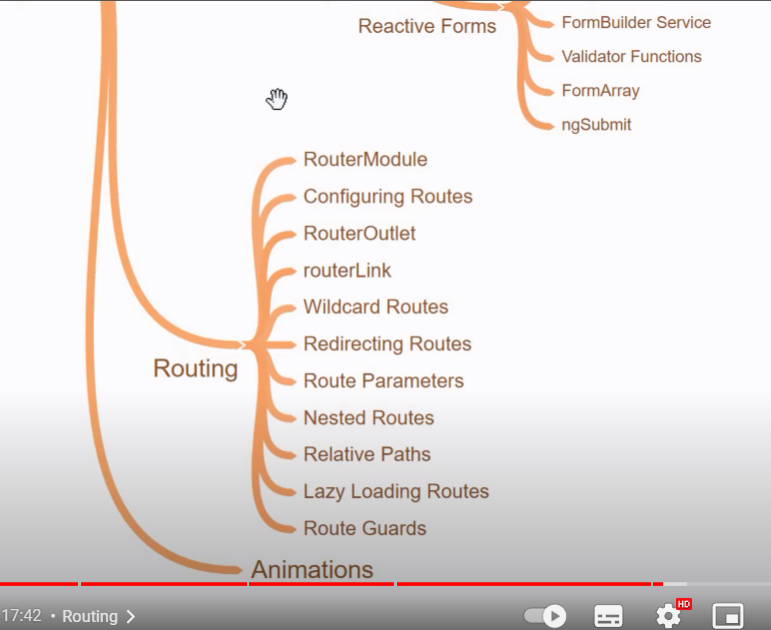 Reactive Forms
FormBuilder Service
Validator Functions
FormArray
ngSubmit
RouterModule
Configuring Routes
RouterOutlet
routerLink
Wildcard Routes
Redirecting Routes
Routing
Route Parameters
Nested Routes
Relative Paths
Lazy Loading Routes
Route Guards
Animations
17:42 • Routing
HD